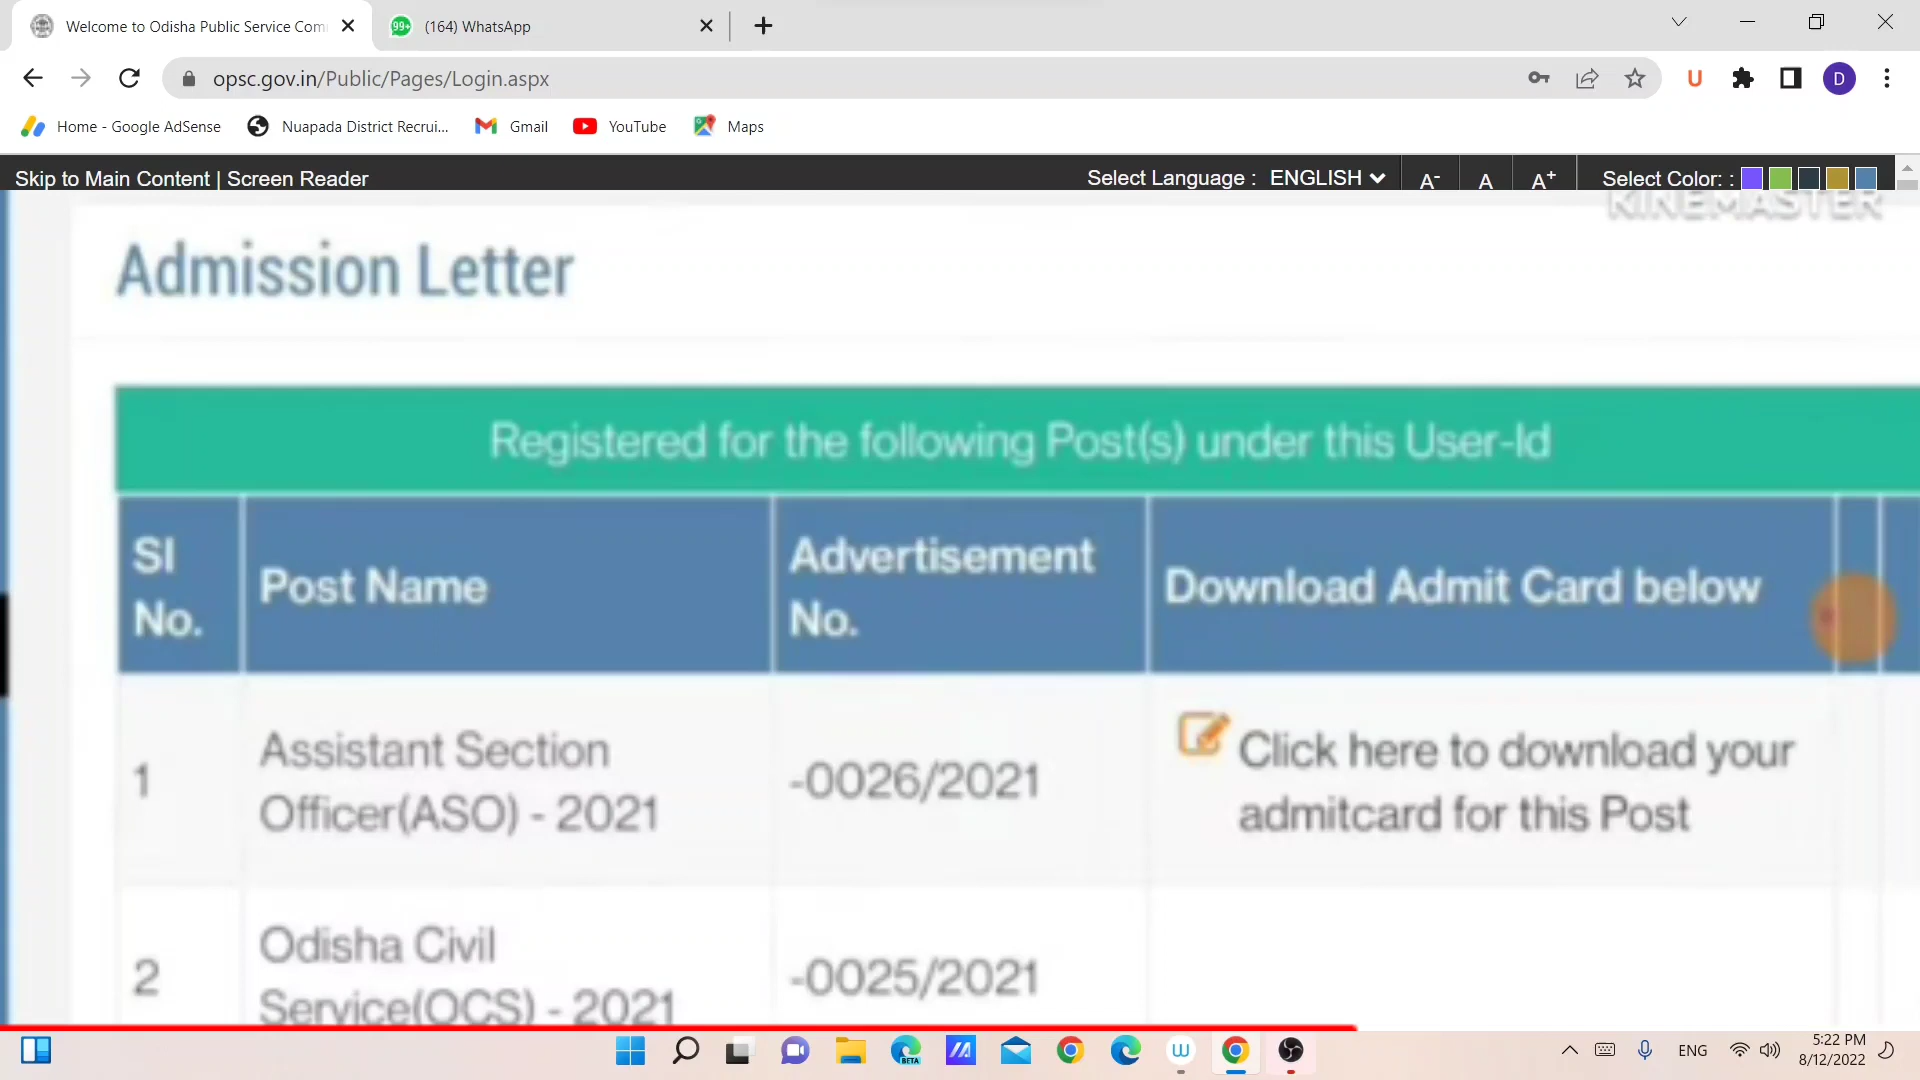 Welcome to Odisha Public Service Com
99+
(164) WhatsApp
opsc.gov.in/Public/Pages/Login.aspx
U
D
Home - Google AdSense
Nuapada District Recrui...
Gmail
YouTube
Maps
Skip to Main Content | Screen Reader
Select Language :
ENGLISH
A-
A
A+
Select Color: :
KINEMASTER
Admission Letter
Registered for the following Post(s) under this User-Id
Sl
No.
Post Name
Advertisement
No.
Download Admit Card below
1
Assistant Section
Officer(ASO) - 2021
-0026/2021
Click here to download your
admitcard for this Post
2
Odisha Civil
Service(OCS) - 2021
-0025/2021
BETA
W
ENG
5:22 PM
8/12/2022